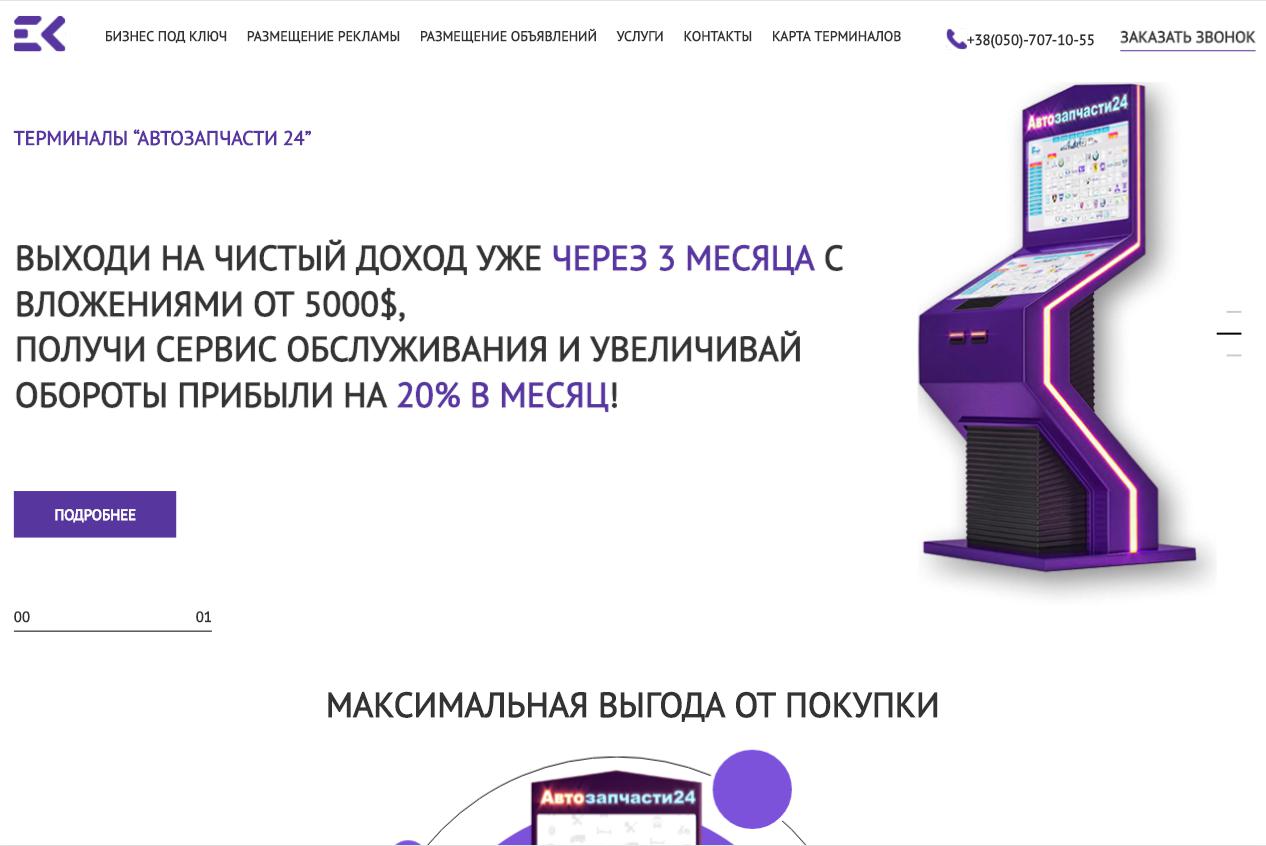 БИЗНЕС ПОД КЛЮЧ РАЗМЕЩЕНИЕ РЕКЛАМЫ РАЗМЕЩЕНИЕ ОБЪЯВЛЕНИЙ УСЛУГИ КОНТАКТЫ КАРТА ТЕРМИНАЛОВ +38(050)-707-10-55 ЗАКАЗАТЬ ЗВОНОК
ТЕРМИНАЛЫ “АВТОЗАПЧАСТИ 24”
Автозапчасти24
ВЫХОДИ НА ЧИСТЫЙ ДОХОД УЖЕ ЧЕРЕЗ 3 МЕСЯЦА С
ВЛОЖЕНИЯМИ ОТ 5000$,
ПОЛУЧИ СЕРВИС ОБСЛУЖИВАНИЯ И УВЕЛИЧИВАЙ
ОБОРОТЫ ПРИБЫЛИ НА 20% В МЕСЯЦ!
ПОДРОБНЕЕ
00 01
МАКСИМАЛЬНАЯ ВЫГОДА ОТ ПОКУПКИ
Автозапчасти24